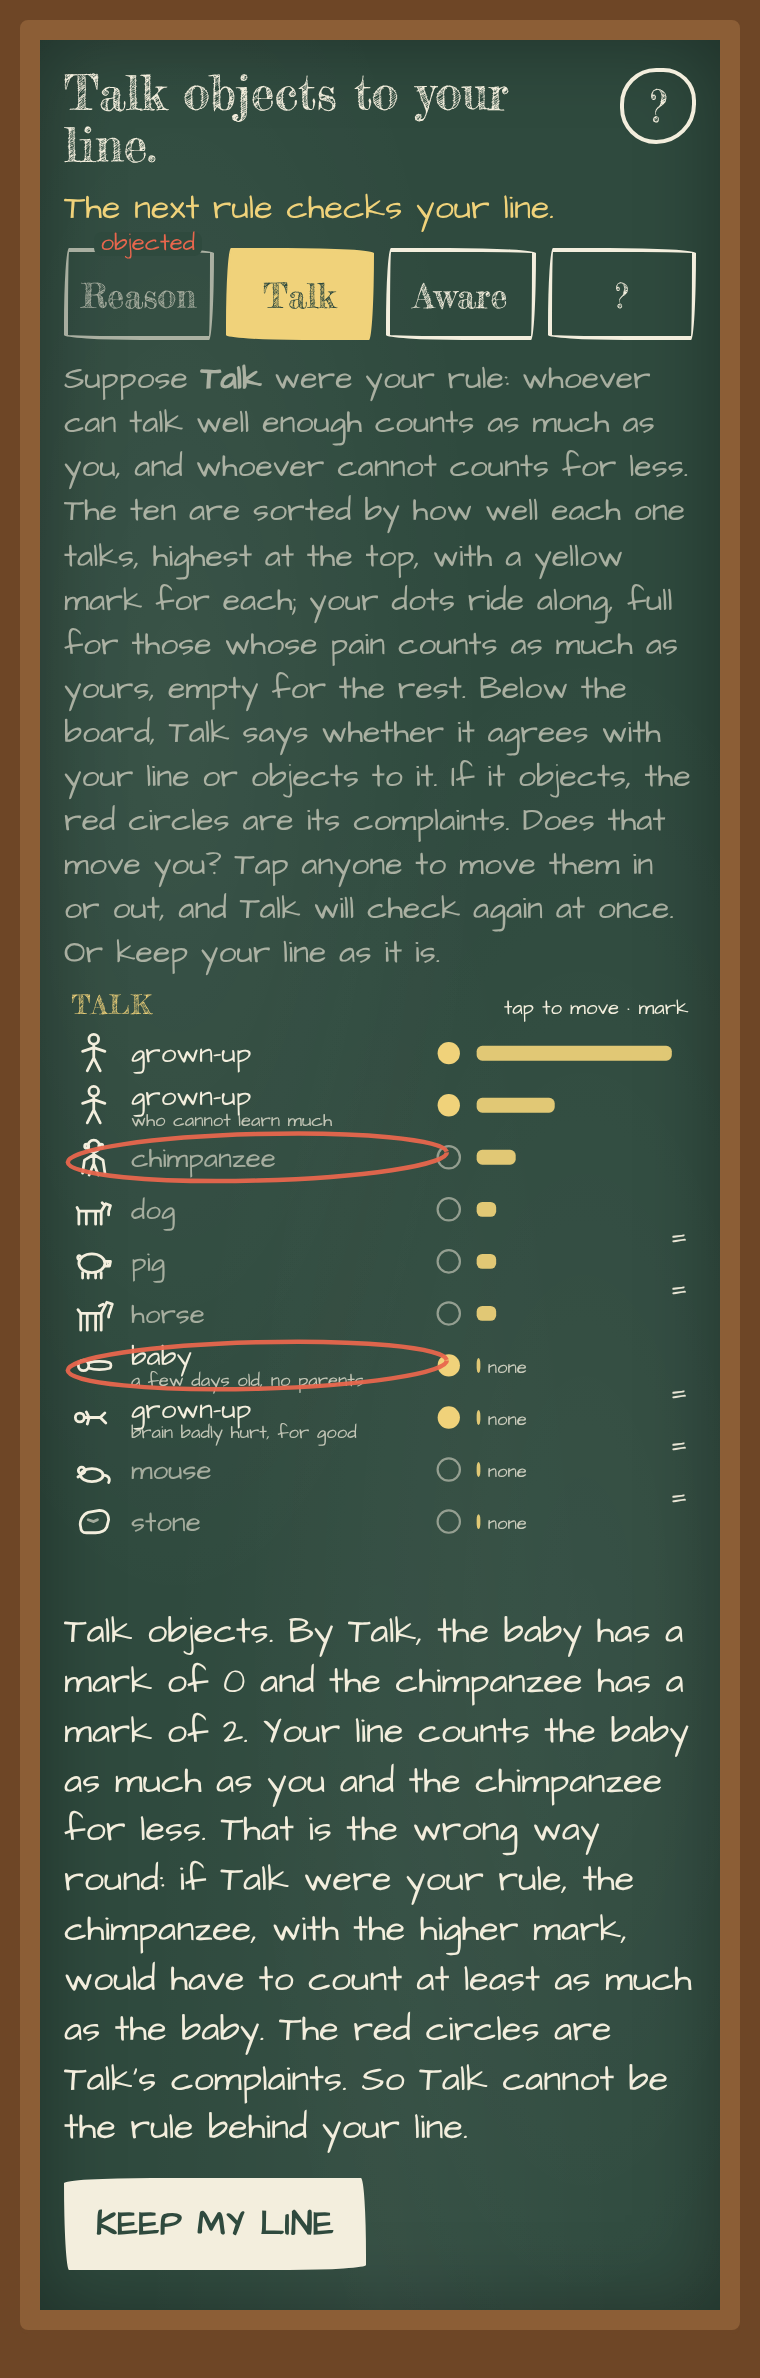 Talk objects to your
line.
?
The next rule checks your line.
objected
Reason
Talk
Aware
?
Suppose Talk were your rule: whoever
can talk well enough counts as much as
you, and whoever cannot counts for less.
The ten are sorted by how well each one
talks, highest at the top, with a yellow
mark for each; your dots ride along, full
for those whose pain counts as much as
yours, empty for the rest. Below the
board, Talk says whether it agrees with
your line or objects to it. If it objects, the
red circles are its complaints. Does that
move you? Tap anyone to move them in
or out, and Talk will check again at once.
Or keep your line as it is.
TALK
tap to move · mark
grown-up
grown-up
who cannot learn much
chimpanzee
dog
=
pig
=
horse
baby
a few days old, no parents
none
=
grown-up
brain badly hurt, for good
none
=
mouse
none
=
stone
none
Talk objects. By Talk, the baby has a
mark of 0 and the chimpanzee has a
mark of 2. Your line counts the baby
as much as you and the chimpanzee
for less. That is the wrong way
round: if Talk were your rule, the
chimpanzee, with the higher mark,
would have to count at least as much
as the baby. The red circles are
Talk's complaints. So Talk cannot be
the rule behind your line.
KEEP MY LINE